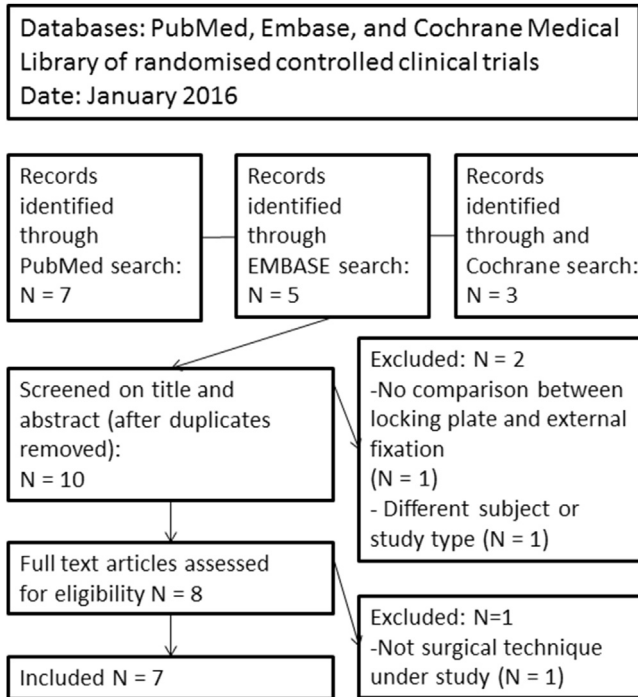 Databases: PubMed, Embase, and Cochrane Medical
Library of randomised controlled clinical trials
Date: January 2016
Records
identified
through
PubMed search:
N = 7
Records
identified
through
EMBASE search:
N = 5
Records
identified
through and
Cochrane search:
N = 3
Screened on title and
abstract (after duplicates
removed):
N = 10
Excluded: N = 2
-No comparison between
locking plate and external
fixation
(N = 1)
- Different subject or
study type (N = 1)
Full text articles assessed
for eligibility N = 8
Excluded: N=1
-Not surgical technique
under study (N = 1)
Included N = 7